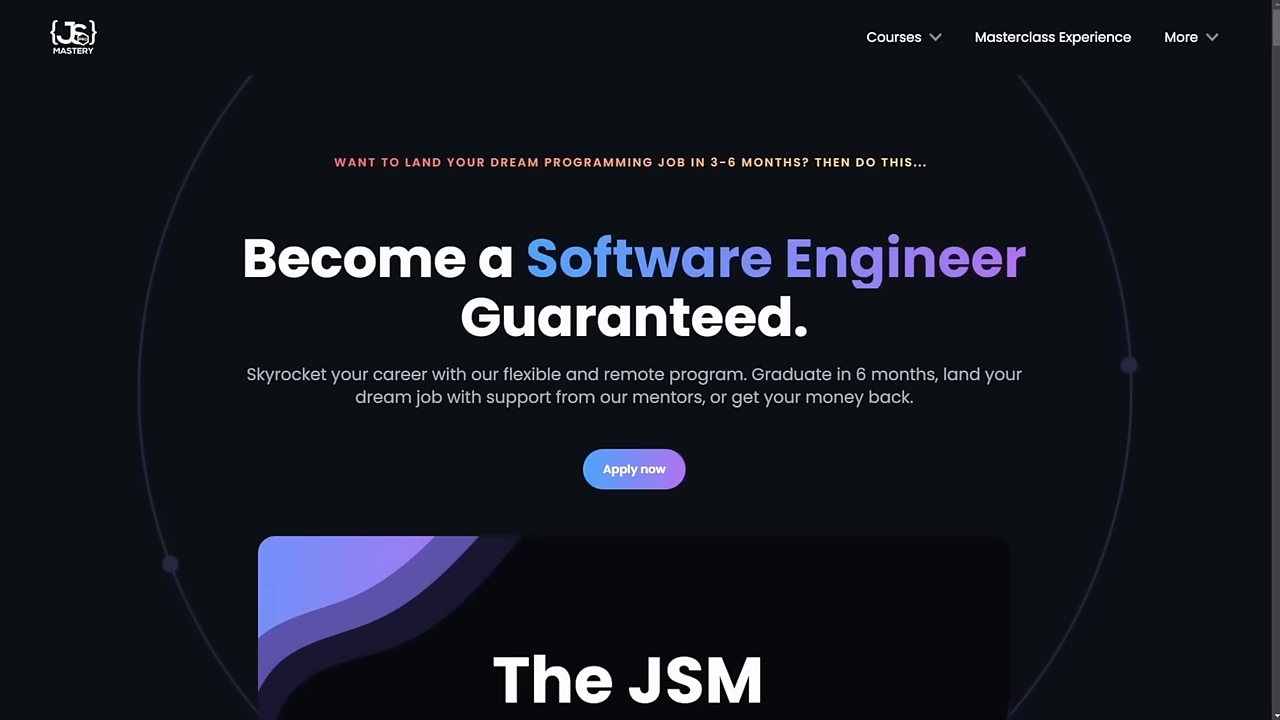 {JS}
MASTERY
Courses
Masterclass Experience
More
WANT TO LAND YOUR DREAM PROGRAMMING JOB IN 3-6 MONTHS? THEN DO THIS...
Become a Software Engineer
Guaranteed.
Skyrocket your career with our flexible and remote program. Graduate in 6 months, land your
dream job with support from our mentors, or get your money back.
Apply now
The JSM